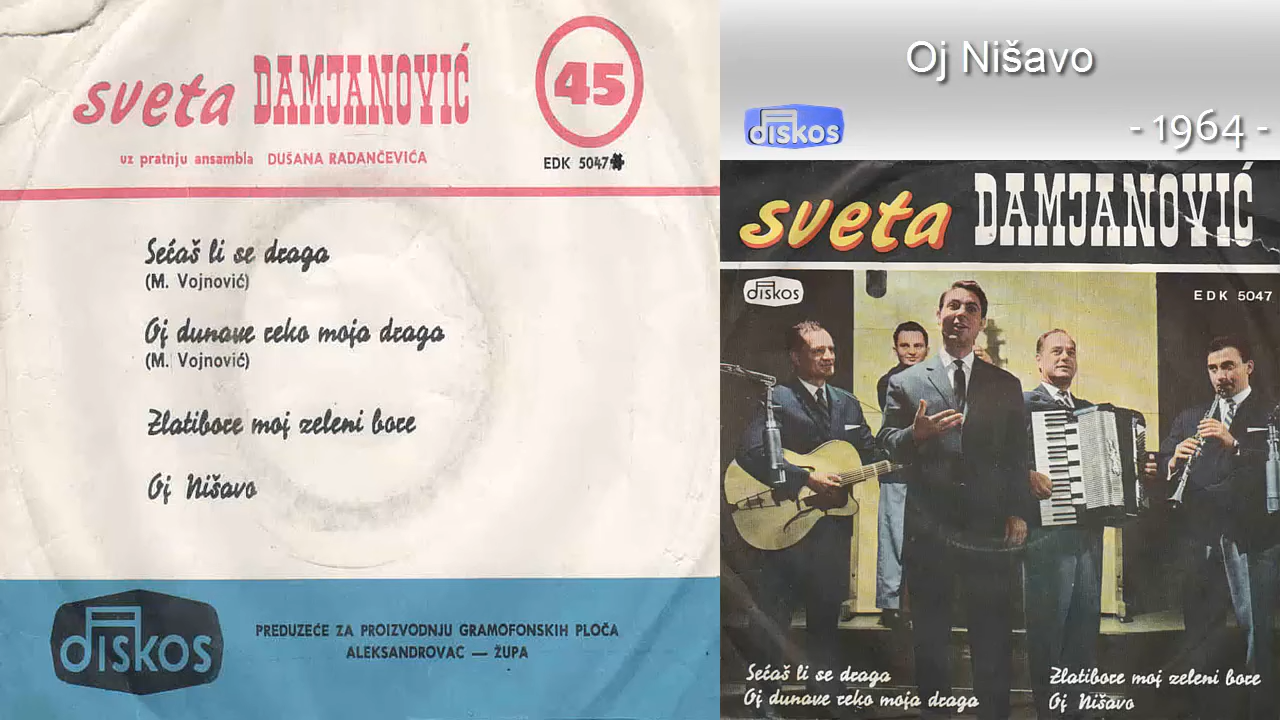 sveta DAMJANOVIĆ
45
uz pratnju ansambla DUŠANA RADANČEVIĆA
EDK 5047
Sećaš li se draga
(M. Vojnović)
Oj dunave reko moja draga
(M. Vojnović)
Zlatibore moj zeleni bore
Oj Nišavo
diskos
PREDUZEĆE ZA PROIZVODNJU GRAMOFONSKIH PLOČA
ALEKSANDROVAC — ŽUPA
Oj Nišavo
diskos
- 1964 -
sveta DAMJANOVIĆ
diskos
EDK 5047
Sećaš li se draga
Oj dunave reko moja draga
Zlatibore moj zeleni bore
Oj Nišavo